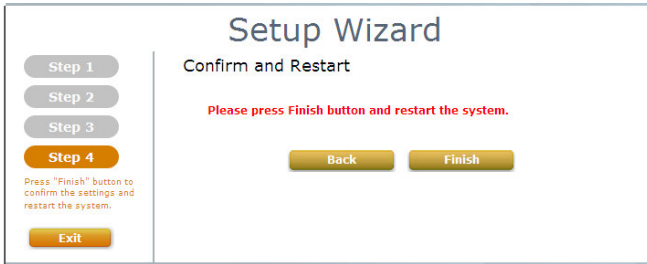 Setup Wizard
Step 1
Step 2
Step 3
Step 4
Press "Finish" button to
confirm the settings and
restart the system.
Exit
Confirm and Restart
Please press Finish button and restart the system.
Back
Finish